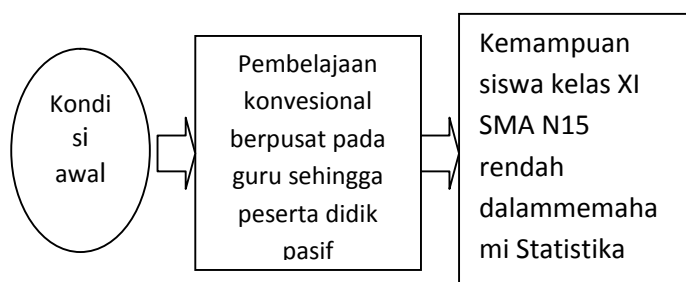 Kondi
si
awal
Pembelajaan
konvesional
berpusat pada
guru sehingga
peserta didik
pasif
Kemampuan
siswa kelas XI
SMA N15
rendah
dalammemaha
mi Statistika